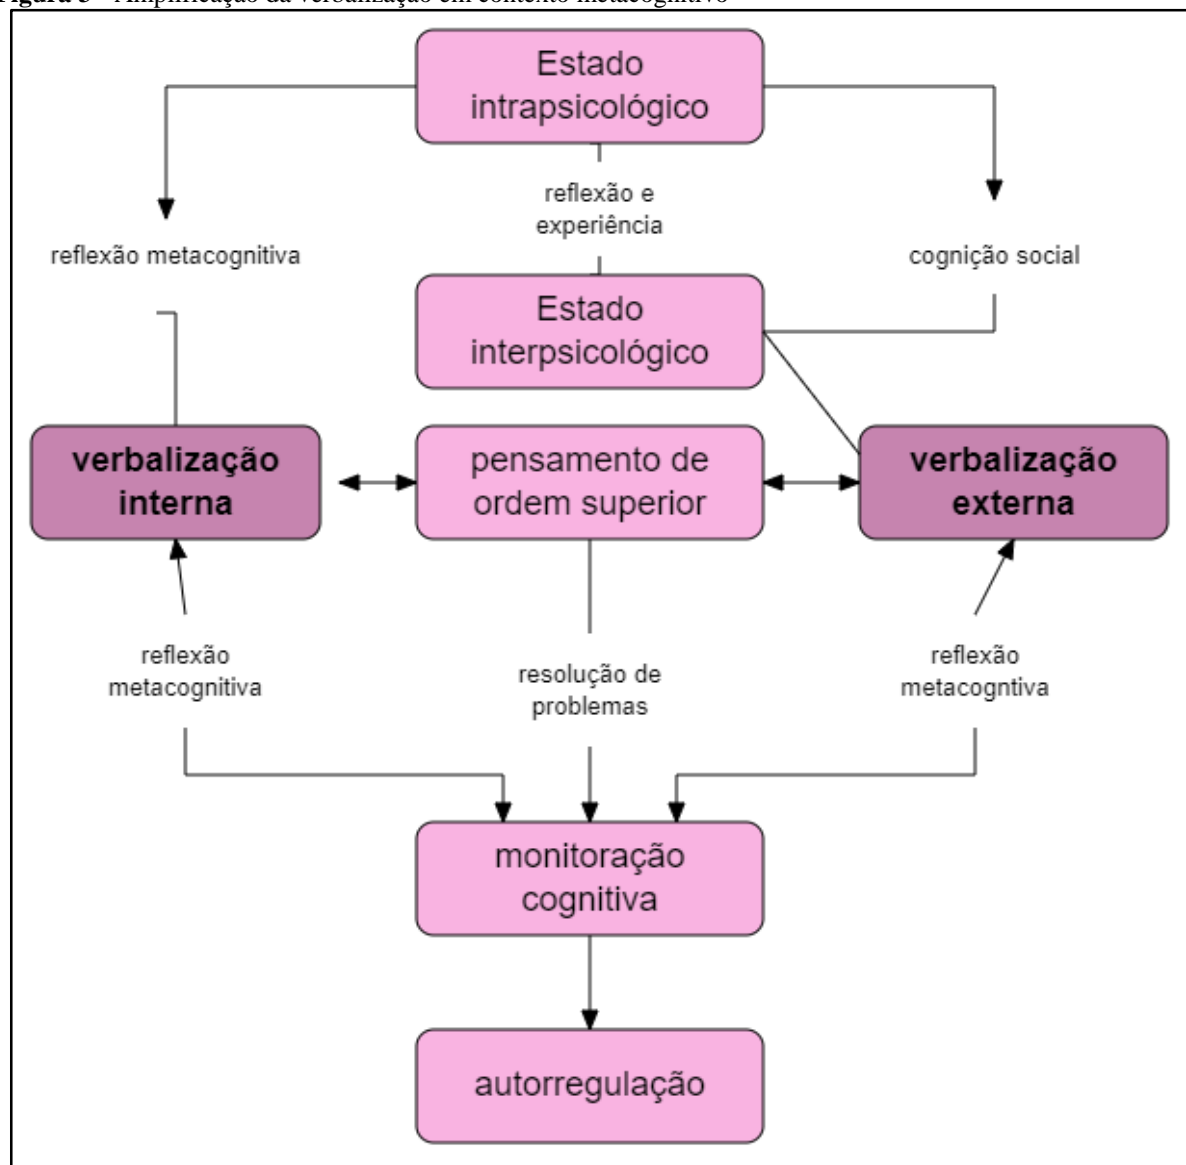 Figura 3 - Amplificação da verbalização em contexto metacognitivo
Estado
intrapsicológico
reflexão e
experiência
reflexão metacognitiva
cognição social
Estado
interpsicológico
verbalização
interna
pensamento de
ordem superior
verbalização
externa
reflexão
metacognitiva
resolução de
problemas
reflexão
metacogntiva
monitoração
cognitiva
autorregulação